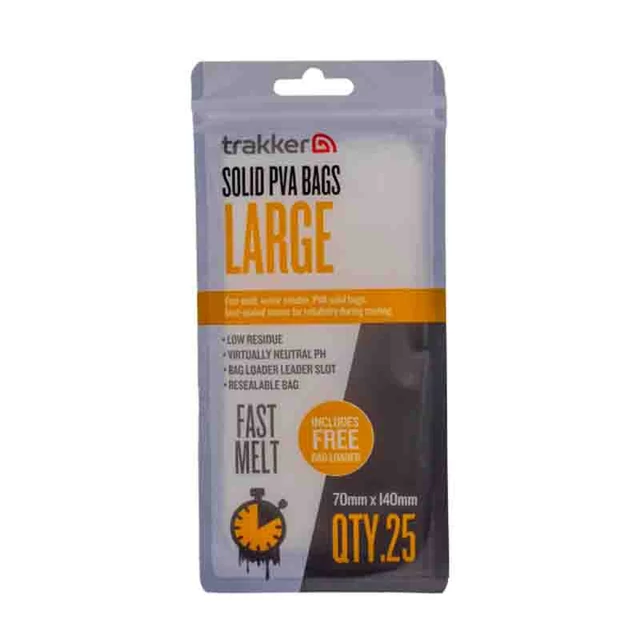 trakker
SOLID PVA BAGS
LARGE
Fast melt, water soluble, PVA solid bags.
heat-sealed seams for reliability during casting.
• LOW RESIDUE
• VIRTUALLY NEUTRAL PH
• BAG LOADER LEADER SLOT
• RESEALABLE BAG
FAST
MELT
INCLUDES
FREE
BAG LOADER
70mm x 140mm
QTY.25